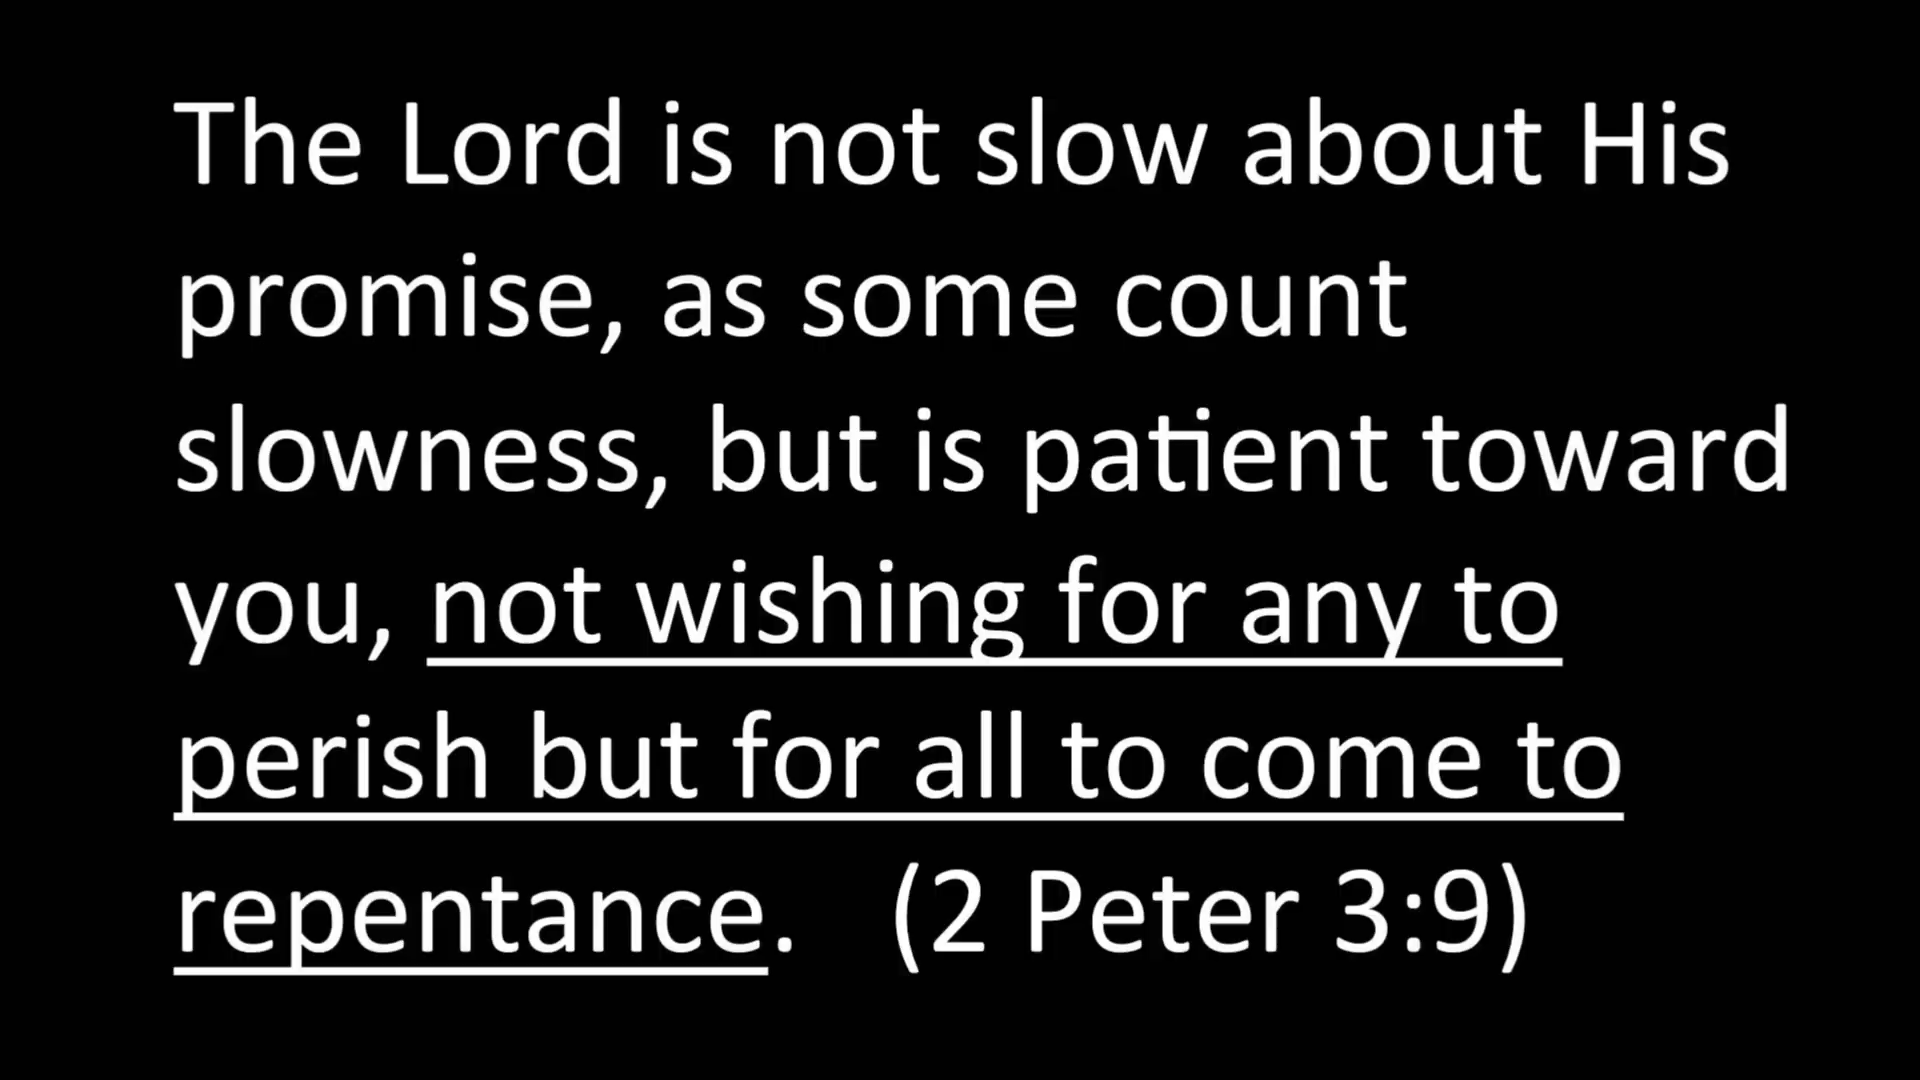 The Lord is not slow about His
promise, as some count
slowness, but is patient toward
you, not wishing for any to
perish but for all to come to
repentance. (2 Peter 3:9)